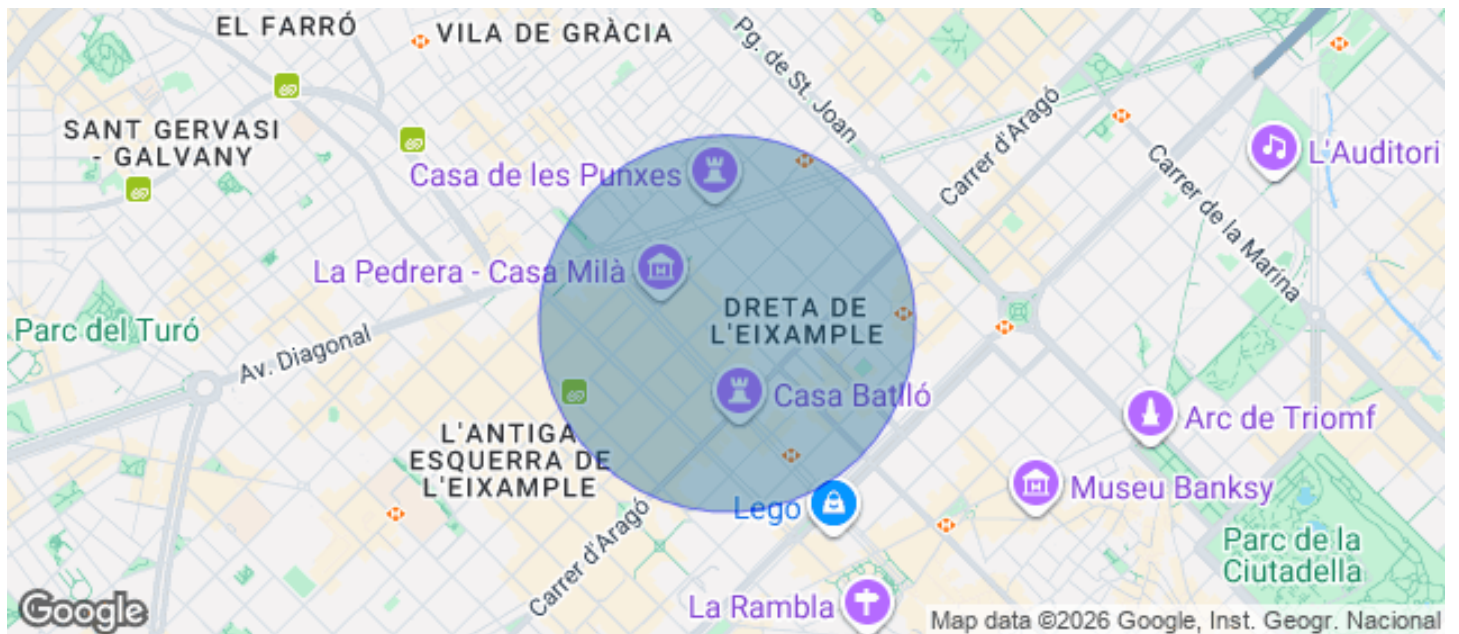 EL FARRÓ
VILA DE GRÀCIA
Pg. de St. Joan
SANT GERVASI
- GALVANY
Casa de les Punxes
Carrer d'Aragó
L'Auditori
Carrer de la Marina
La Pedrera - Casa Milà
DRETA DE
L'EIXAMPLE
Parc del Turó
Av. Diagonal
Casa Batlló
Arc de Triomf
L'ANTIGA
ESQUERRA DE
L'EIXAMPLE
Museu Banksy
Lego
Carrer d'Aragó
Parc de la
Ciutadella
La Rambla
Google
Map data ©2026 Google, Inst. Geogr. Nacional